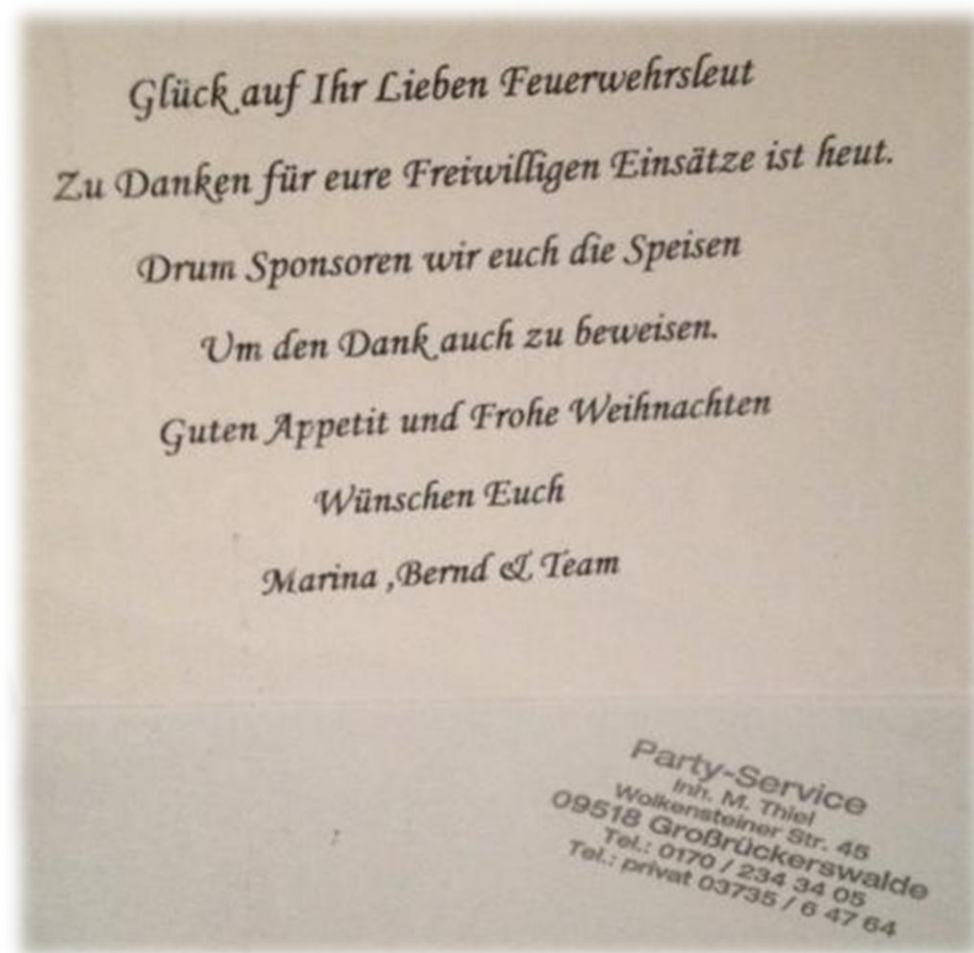 Glück auf Ihr Lieben Feuerwehrsleut
Zu Danken für eure Freiwilligen Einsätze ist heut.
Drum Sponsoren wir euch die Speisen
Um den Dank auch zu beweisen.
Guten Appetit und Frohe Weihnachten
Wünschen Euch
Marina ,Bernd & Team
Party-Service
Inh. M. Thiel
Wolkensteiner Str. 45
09518 Großrückerswalde
Tel.: 0170 / 234 34 05
Tel.: privat 03735 / 6 47 64